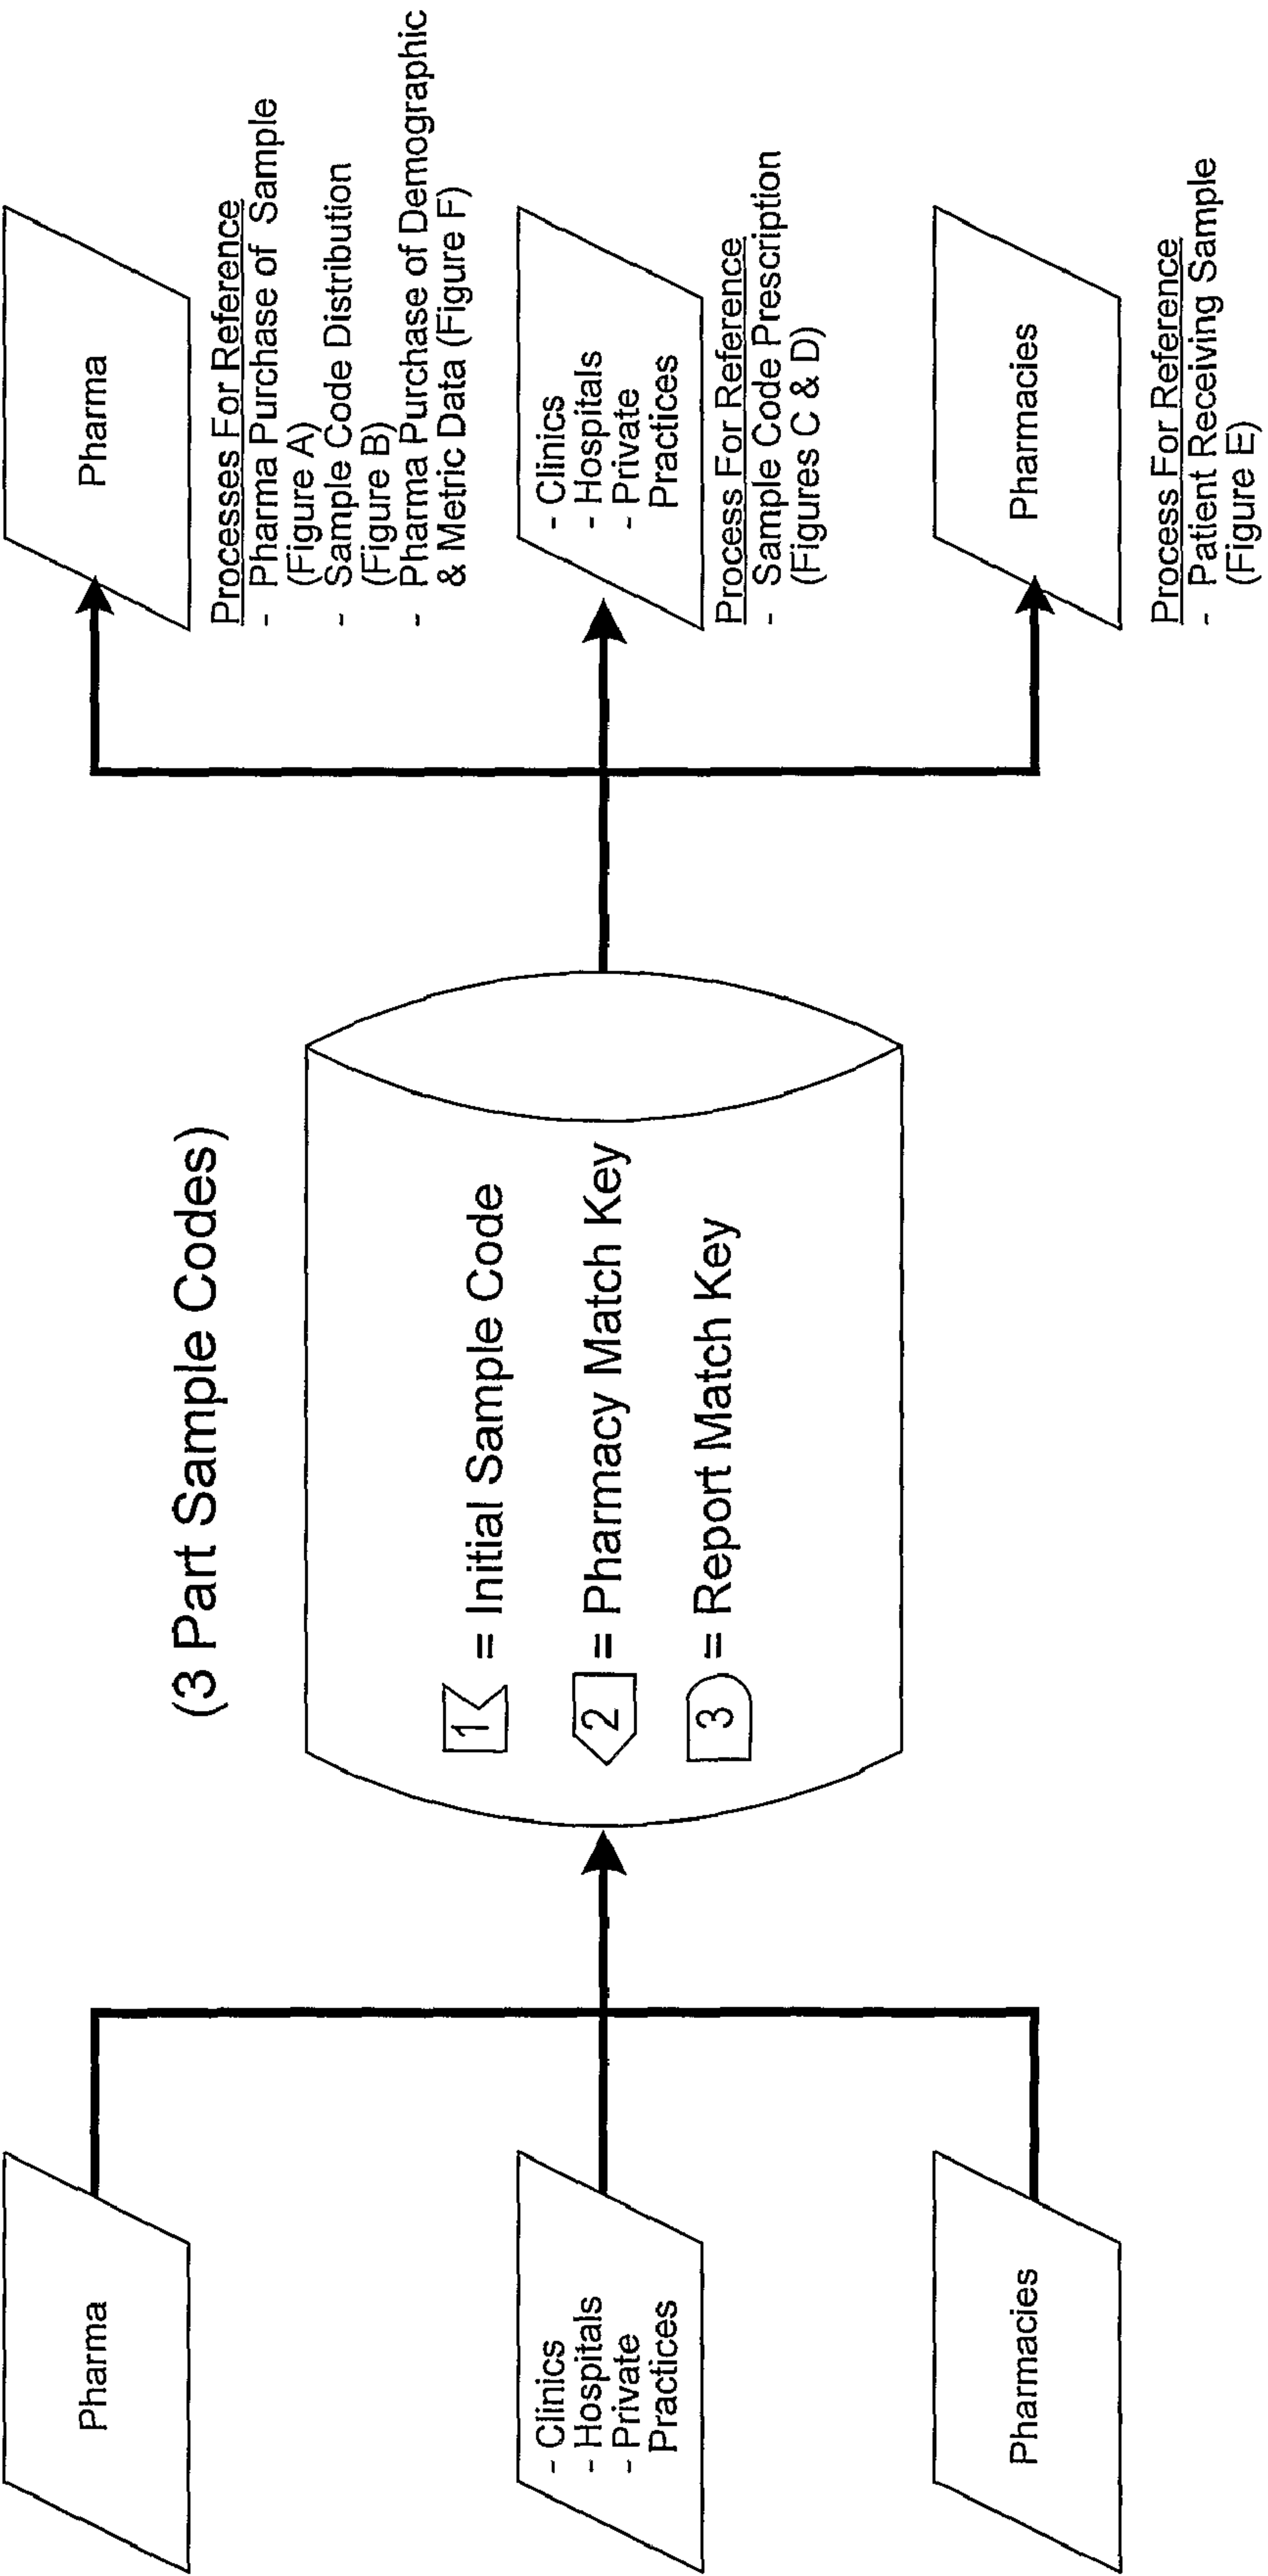 (3 Part Sample Codes)
Pharma
- Clinics
- Hospitals
- Private
Practices
Pharmacies
1 = Initial Sample Code
2 = Pharmacy Match Key
3 = Report Match Key
Pharma
Processes For Reference
- Pharma Purchase of Sample
(Figure A)
- Sample Code Distribution
(Figure B)
- Pharma Purchase of Demographic
& Metric Data (Figure F)
- Clinics
- Hospitals
- Private
Practices
Process For Reference
- Sample Code Prescription
(Figures C & D)
Pharmacies
Process For Reference
- Patient Receiving Sample
(Figure E)